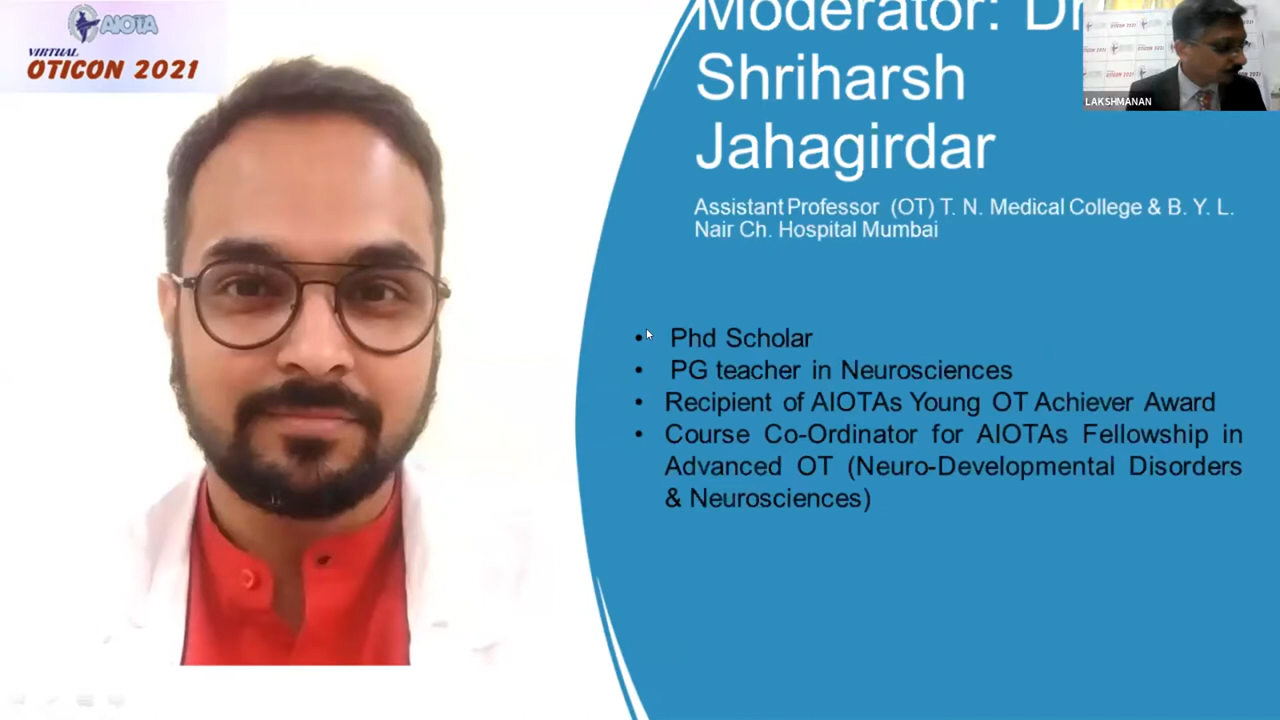 AIOTA
VIRTUAL
OTICON 2021
Moderator: Dr
Shriharsh
Jahagirdar
Assistant Professor (OT) T. N. Medical College & B. Y. L.
Nair Ch. Hospital Mumbai
• Phd Scholar
• PG teacher in Neurosciences
• Recipient of AIOTAs Young OT Achiever Award
• Course Co-Ordinator for AIOTAs Fellowship in
Advanced OT (Neuro-Developmental Disorders
& Neurosciences)
LAKSHMANAN